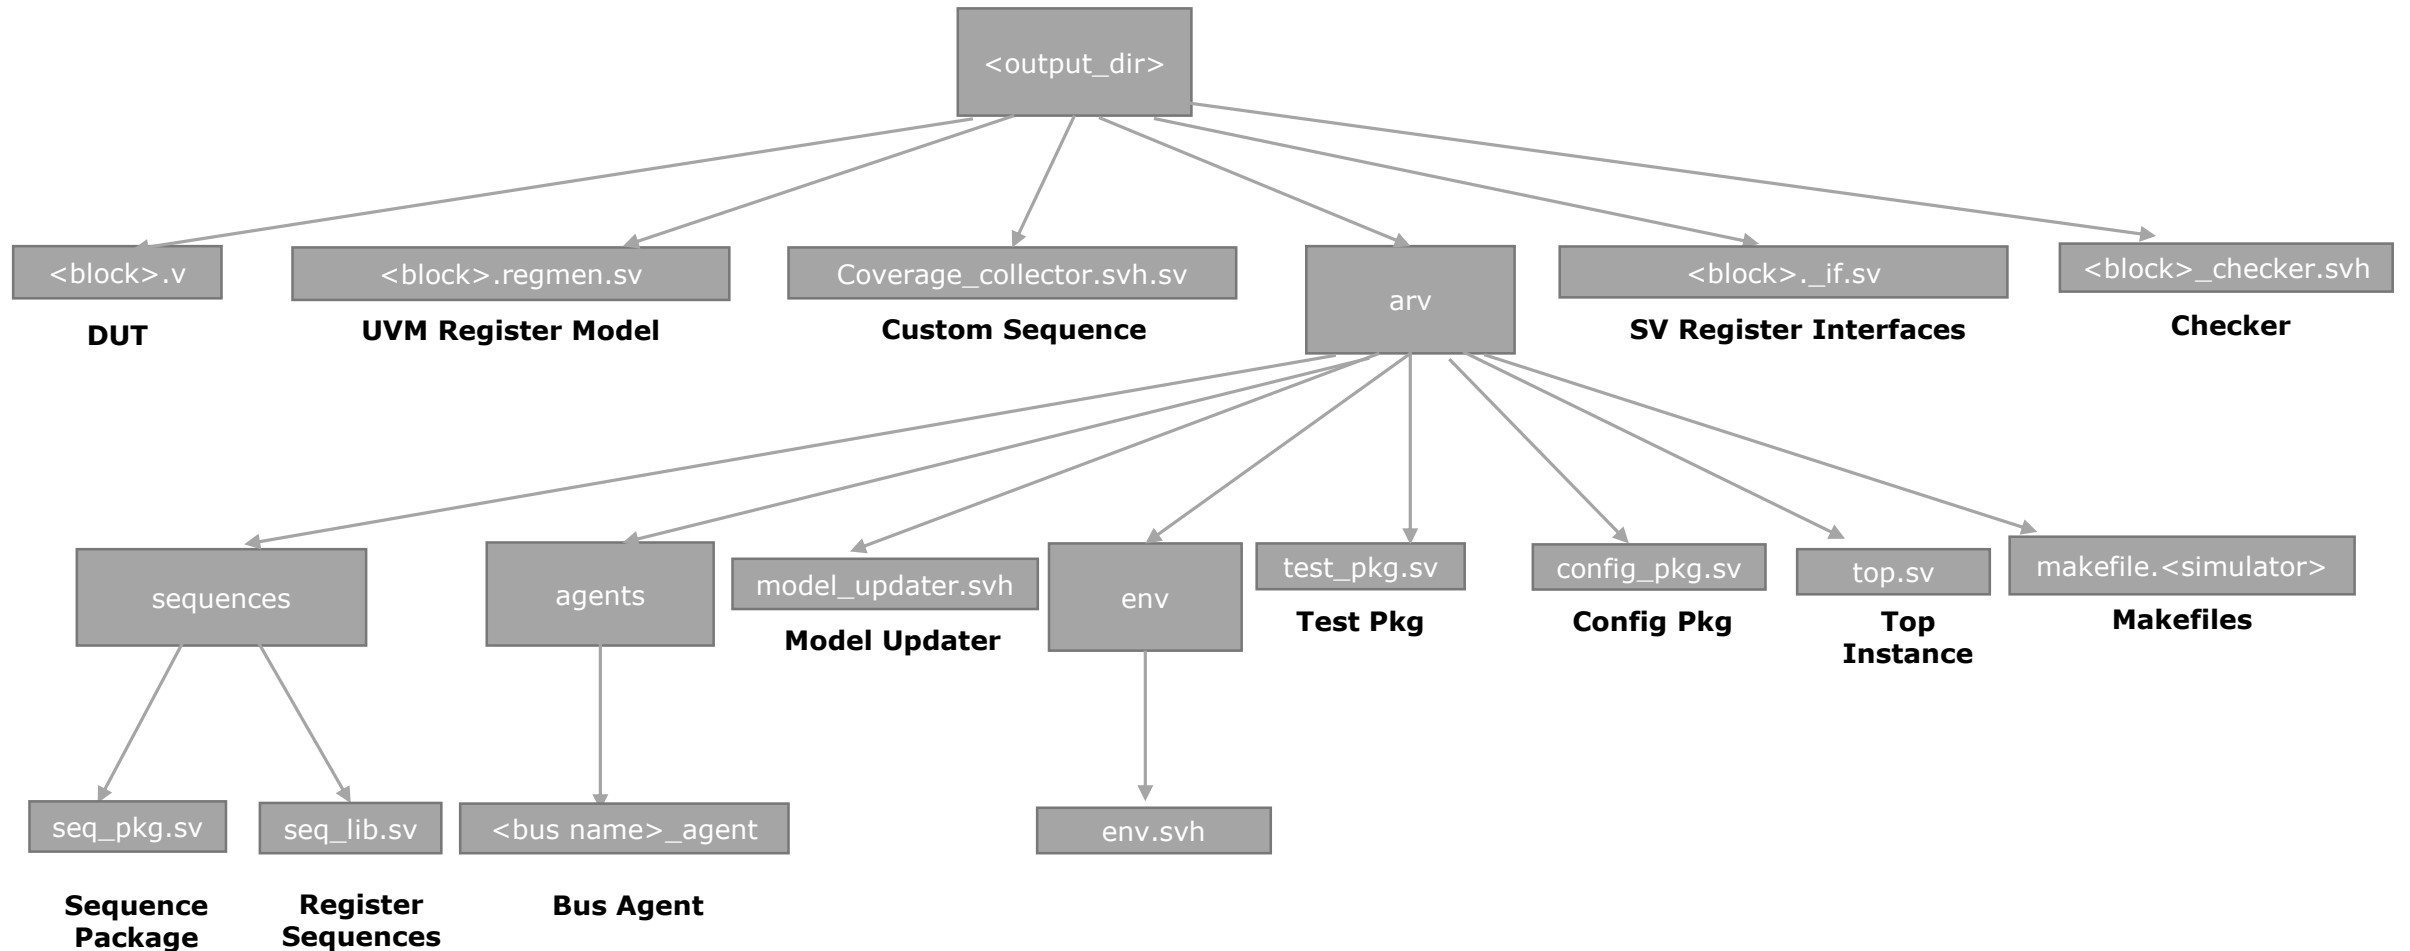 <output_dir>
<block>.v
<block>.regmen.sv
Coverage_collector.svh.sv
arv
<block>._if.sv
<block>_checker.svh
DUT
UVM Register Model
Custom Sequence
SV Register Interfaces
Checker
sequences
agents
model_updater.svh
env
test_pkg.sv
config_pkg.sv
top.sv
makefile.<simulator>
Model Updater
Test Pkg
Config Pkg
Top
Instance
Makefiles
seq_pkg.sv
seq_lib.sv
<bus name>_agent
env.svh
Sequence
Package
Register
Sequences
Bus Agent